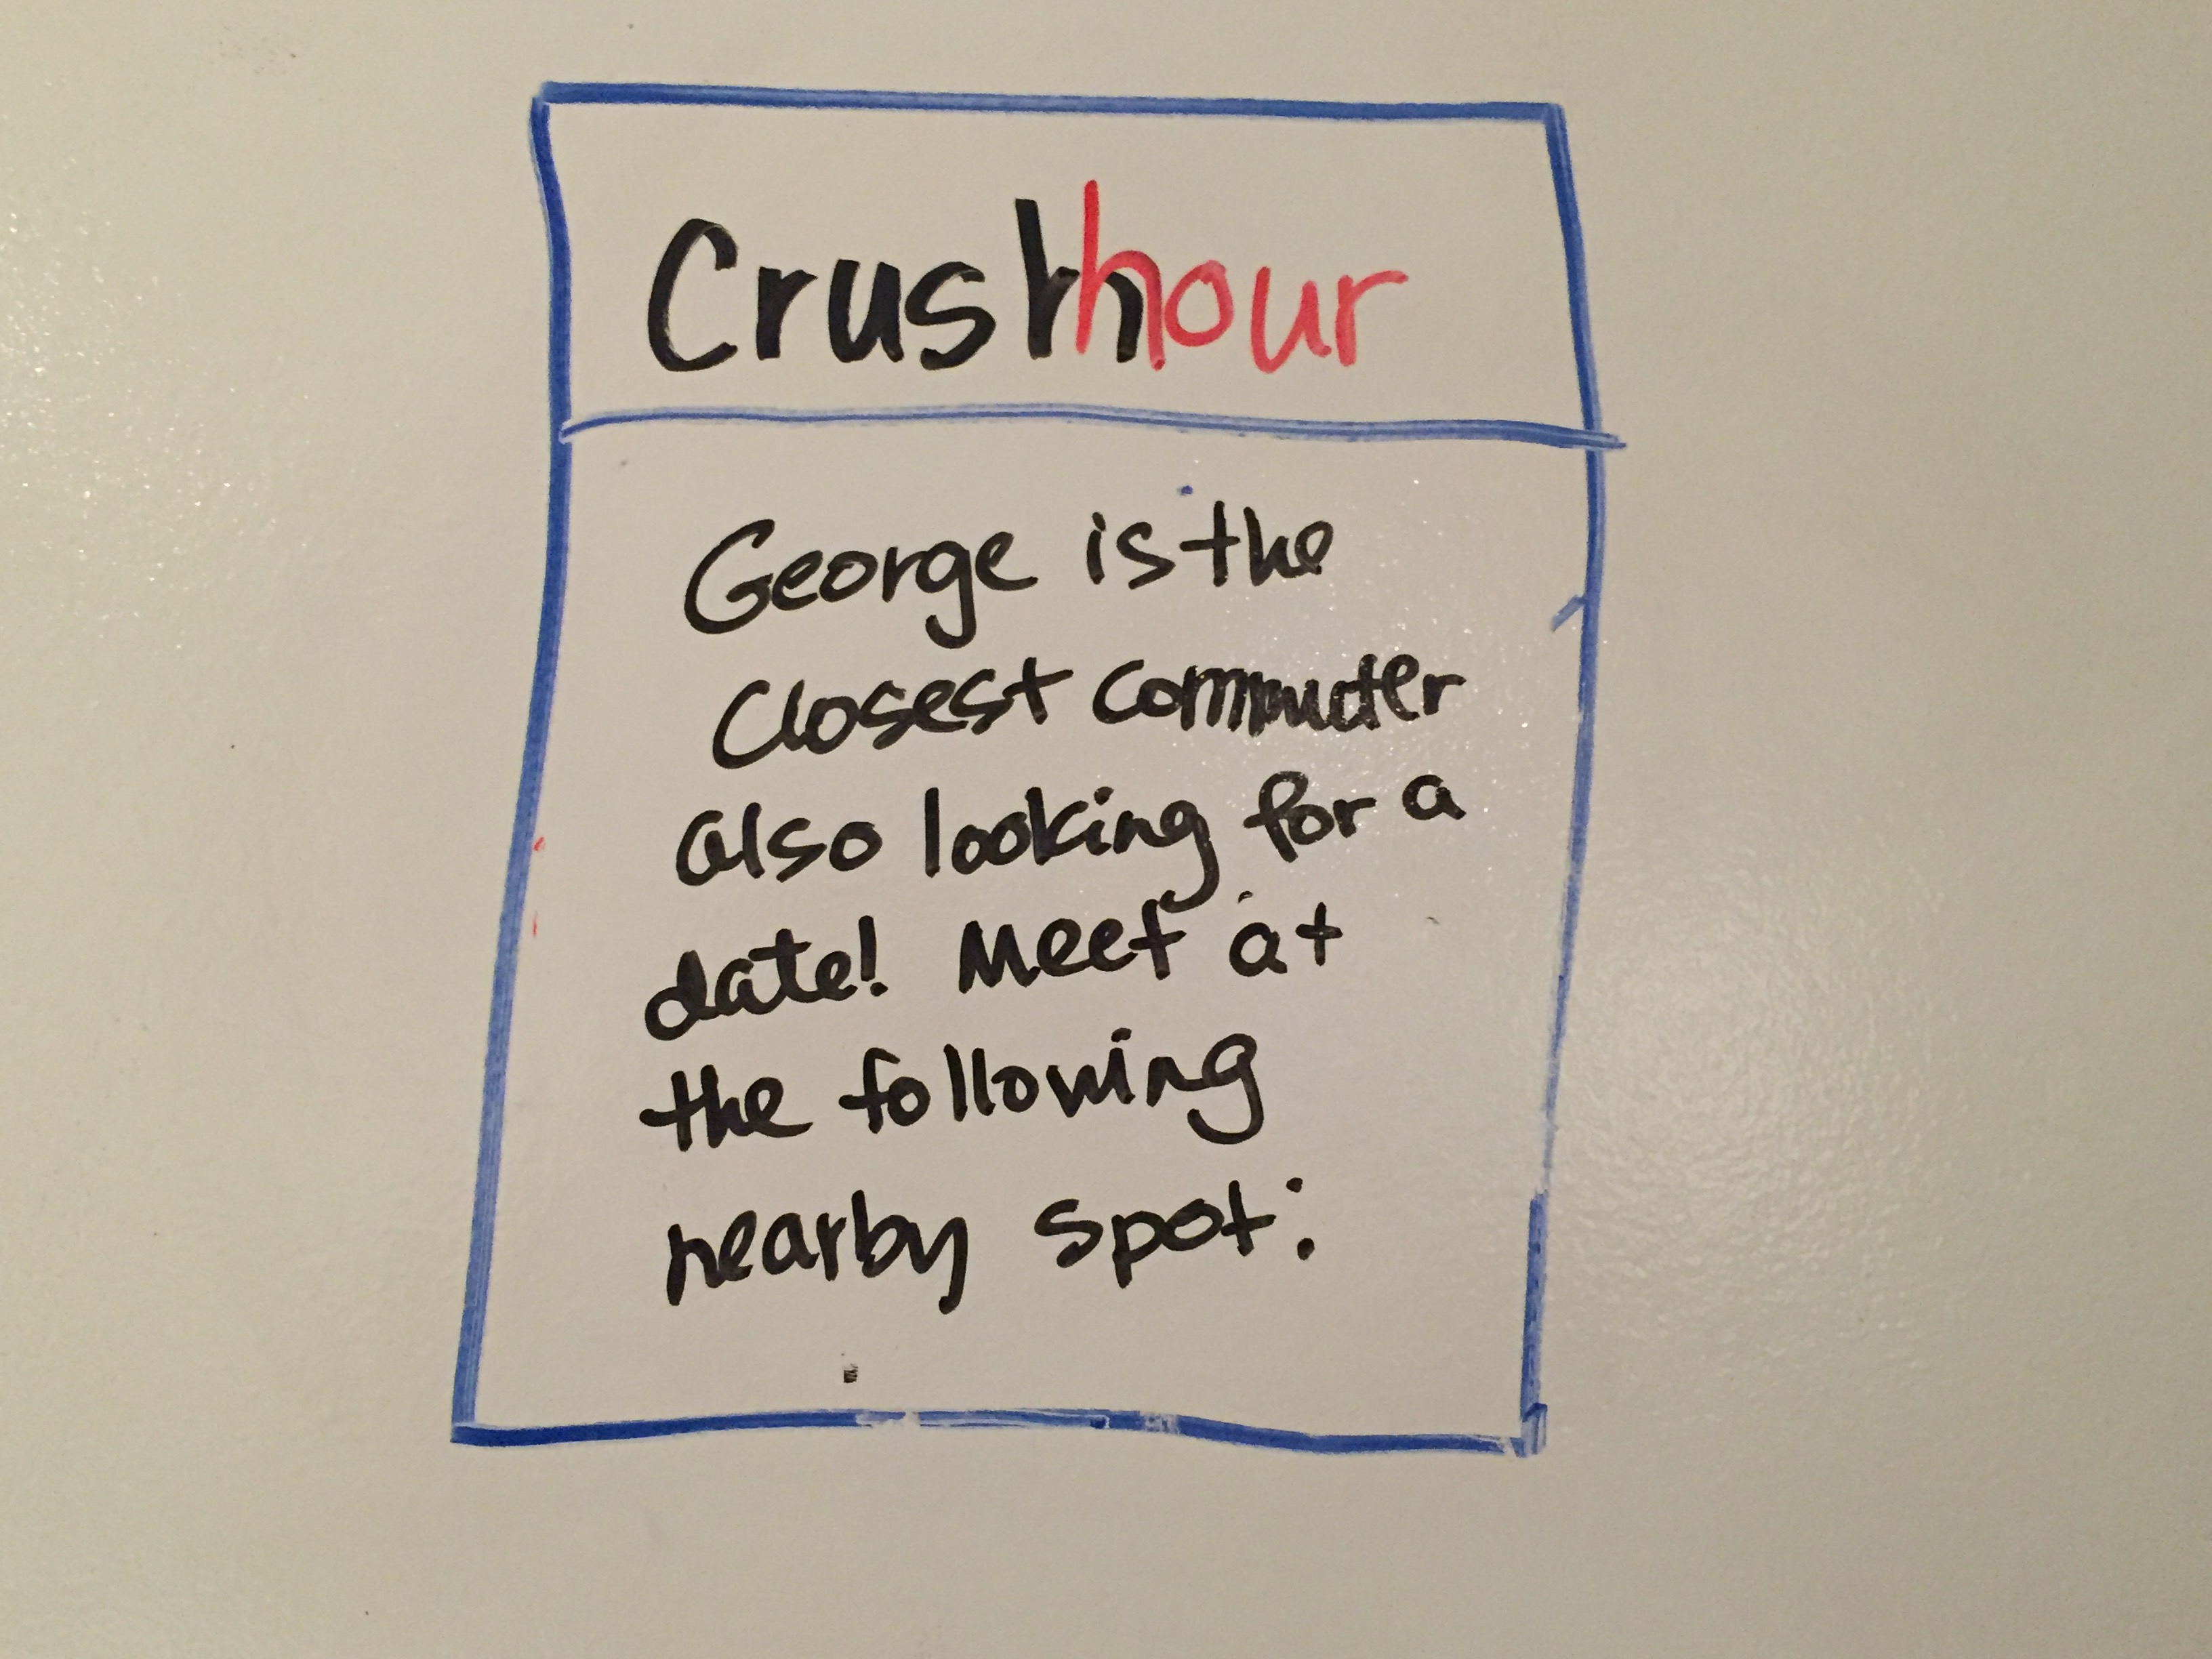 Crushhour
George is the
closest commuter
also looking for a
date! Meet at
the following
nearby spot: